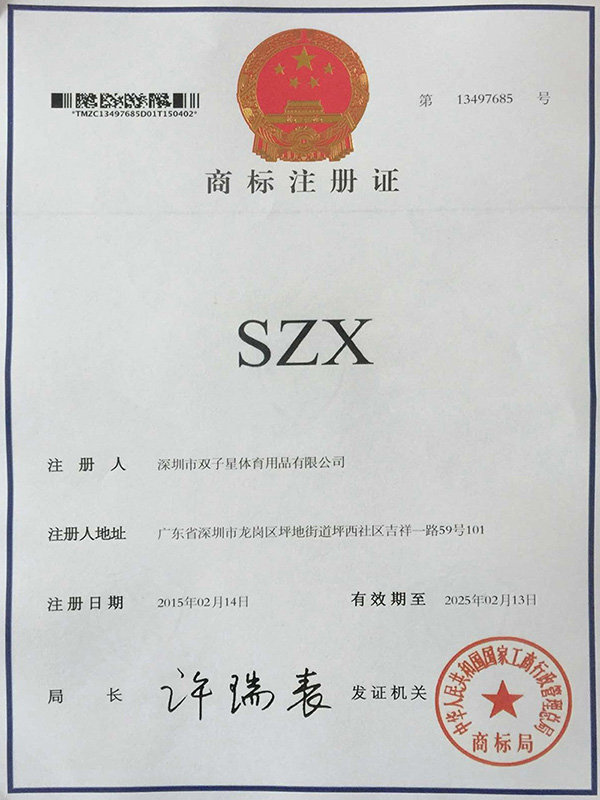 第 13497685 号
*TMZC13497685D01T150402*
商标注册证
SZX
注册人 深圳市双子星体育用品有限公司
注册人地址 广东省深圳市龙岗区坪地街道坪西社区吉祥一路59号101
注册日期 2015年02月14日 有效期至 2025年02月13日
局长 许瑞表 发证机关
中华人民共和国国家工商行政管理总局
商标局